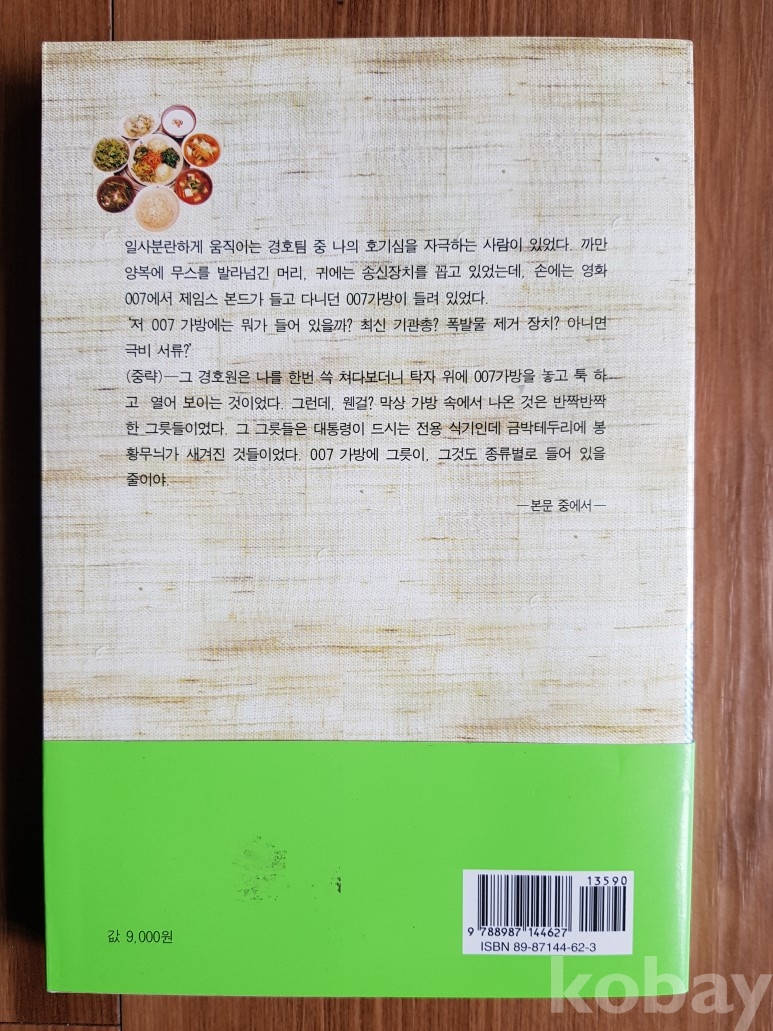 일사분란하게 움직이는 경호팀 중 나의 호기심을 자극하는 사람이 있었다. 까만
양복에 무스를 발라넘긴 머리, 귀에는 송신장치를 꼽고 있었는데, 손에는 영화
007에서 제임스 본드가 들고 다니던 007가방이 들려 있었다.
'저 007 가방에는 뭐가 들어 있을까? 최신 기관총? 폭발물 제거 장치? 아니면
극비 서류?'
(중략)—그 경호원은 나를 한번 쓱 쳐다보더니 탁자 위에 007가방을 놓고 툭 하
고 열어 보이는 것이었다. 그런데, 웬걸? 막상 가방 속에서 나온 것은 반짝반짝
한 그릇들이었다. 그 그릇들은 대통령이 드시는 전용 식기인데 금박테두리에 봉
황무늬가 새겨진 것들이었다. 007 가방에 그릇이, 그것도 종류별로 들어 있을
줄이야.
—본문 중에서—
값 9,000원
13590
9 788987 144627
ISBN 89-87144-62-3
kobay